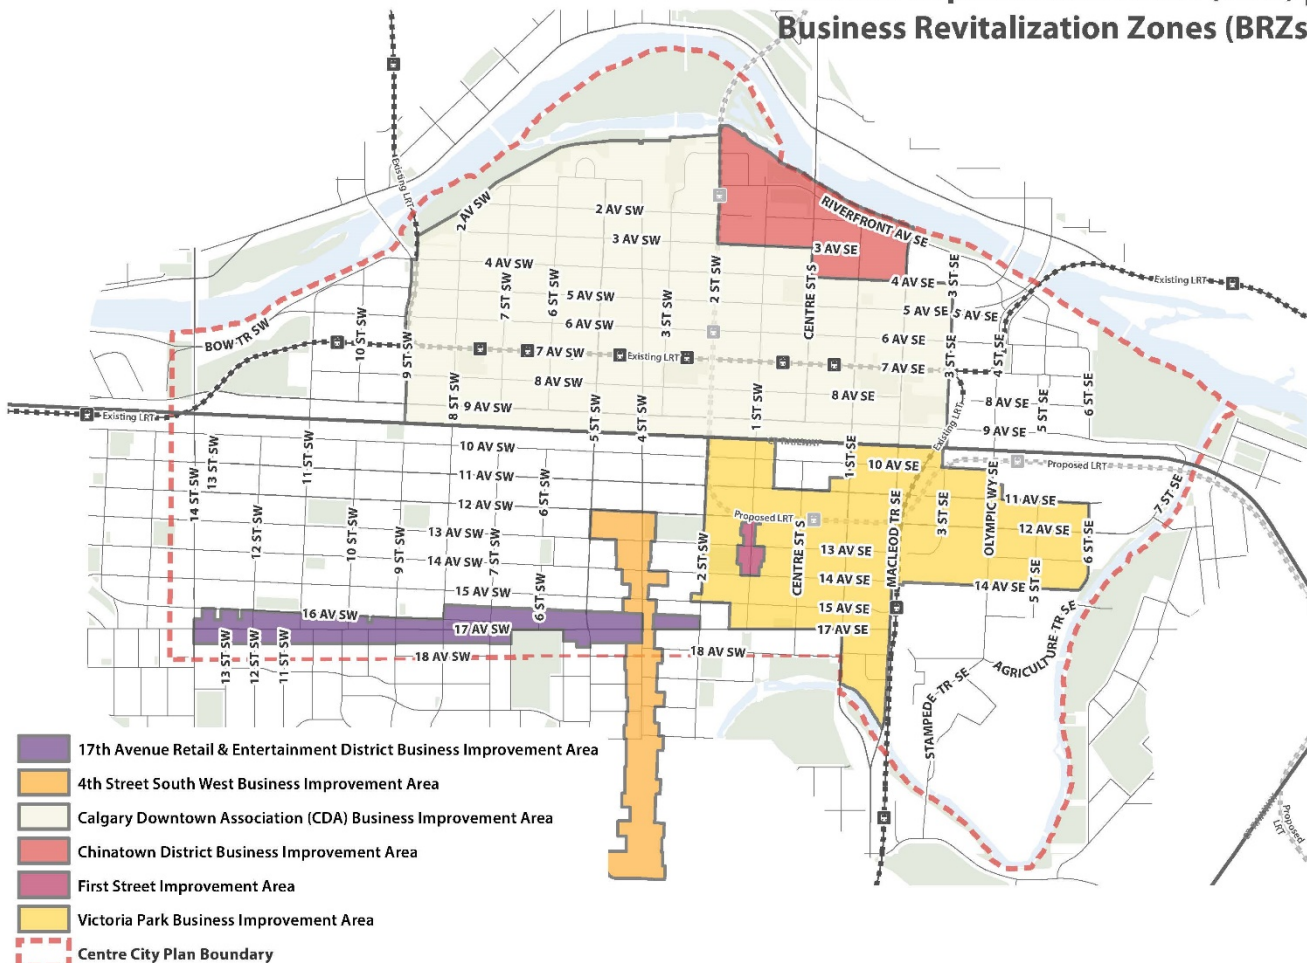 Business Revitalization Zones (BRZs
Existing LRT
2 AV SW
2 AV SW
3 AV SW
RIVERFRONT AV SE
3 AV SE
4 AV SW
7 ST SW
6 ST SW
5 AV SW
3 ST SW
2 ST SW
CENTRE ST S
4 AV SE
3 ST SE
Existing LRT
5 AV SE
5 AV SE
6 AV SW
6 AV SE
BOW TR SW
10 ST SW
9 ST SW
7 AV SW
Existing LRT
7 AV SE
3 ST SE
4 ST SE
8 AV SW
8 ST SW
8 AV SE
8 AV SE
5 ST SE
6 ST SE
9 AV SW
5 ST SW
4 ST SW
1 ST SW
Existing LRT
9 AV SE
Existing LRT
10 AV SW
11 ST SW
13 ST SW
14 ST SW
1 ST SE
10 AV SE
Proposed LRT
11 AV SW
6 ST SW
7 ST SE
12 AV SW
11 AV SE
OLYMPIC WY SE
3 ST SE
12 AV SE
6 ST SE
MACLEOD TR SE
Proposed LRT
12 ST SW
10 ST SW
9 ST SW
13 AV SW
7 ST SW
2 ST SW
CENTRE ST S
13 AV SE
14 AV SW
14 AV SE
14 AV SE
5 ST SE
15 AV SW
6 ST SW
15 AV SE
16 AV SW
17 AV SW
17 AV SE
13 ST SW
12 ST SW
11 ST SW
18 AV SW
18 AV SW
AGRICULTURE TR SE
STAMPEDE TR SE
Proposed LRT
17th Avenue Retail & Entertainment District Business Improvement Area
4th Street South West Business Improvement Area
Calgary Downtown Association (CDA) Business Improvement Area
Chinatown District Business Improvement Area
First Street Improvement Area
Victoria Park Business Improvement Area
Centre City Plan Boundary